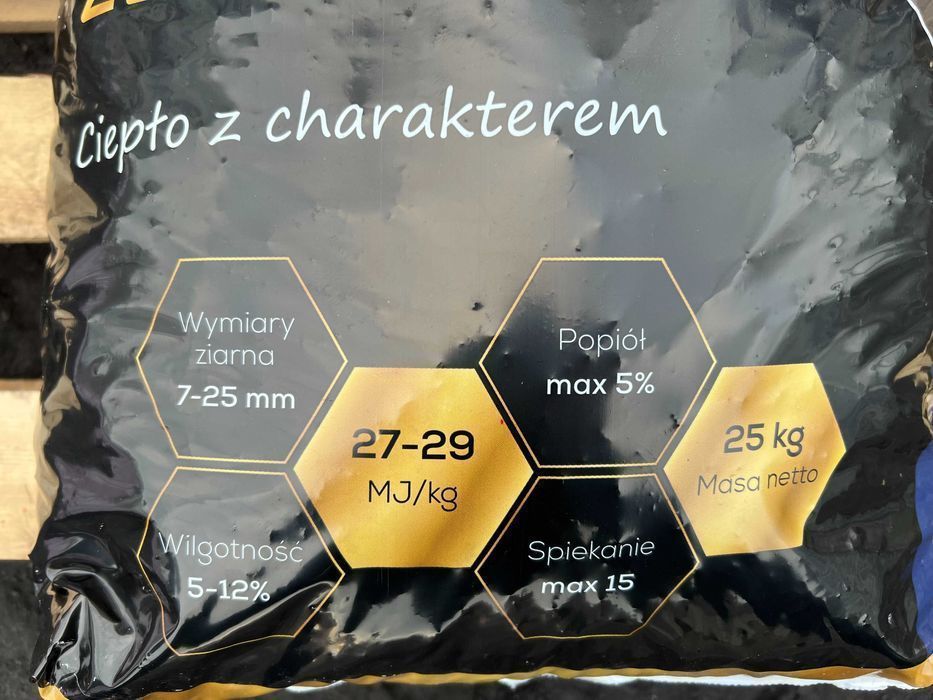 Ciepło z charakterem
Wymiary
ziarna
7-25 mm
27-29
MJ/kg
Popiół
max 5%
25 kg
Masa netto
Wilgotność
5-12%
Spiekanie
max 15